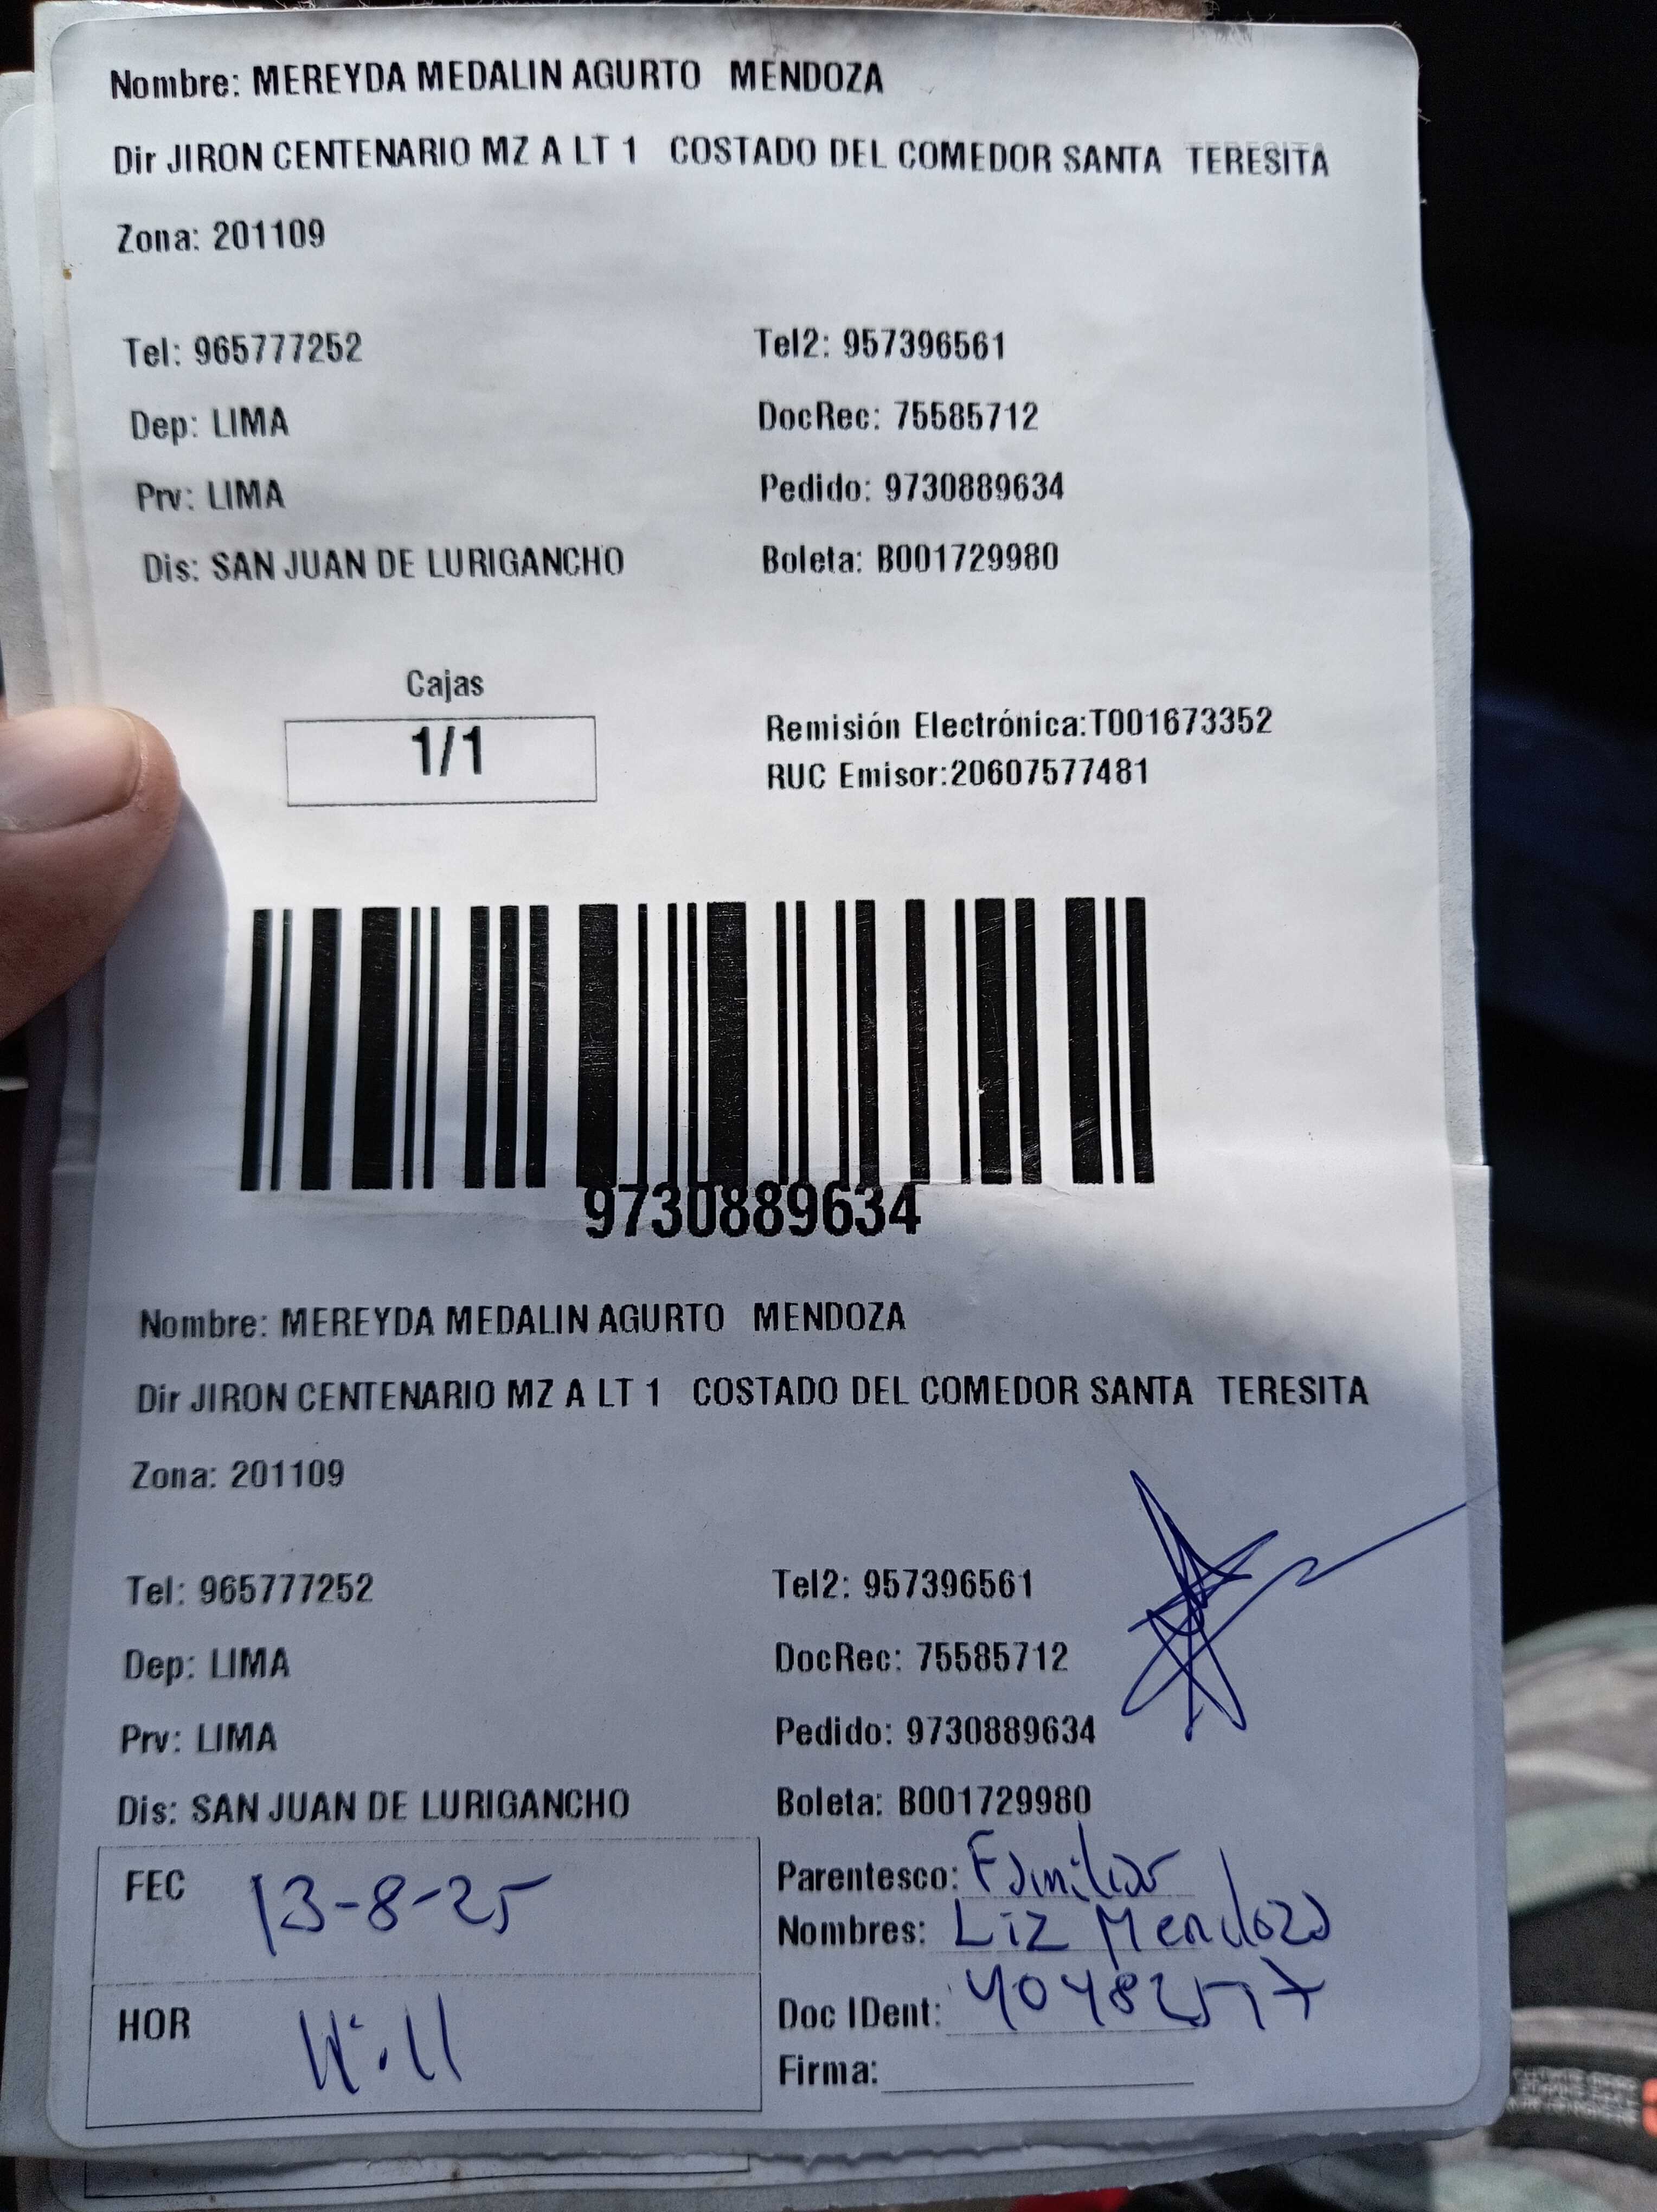 Nombre: MEREYDA MEDALIN AGURTO MENDOZA
Dir JIRON CENTENARIO MZ A LT 1 COSTADO DEL COMEDOR SANTA TERESITA
Zona: 201109
Tel: 965777252 Tel2: 957396561
Dep: LIMA DocRec: 75585712
Prv: LIMA Pedido: 9730889634
Dis: SAN JUAN DE LURIGANCHO Boleta: B001729980
Cajas
1/1
Remisión Electrónica:T001673352
RUC Emisor:20607577481
9730889634
Nombre: MEREYDA MEDALIN AGURTO MENDOZA
Dir JIRON CENTENARIO MZ A LT 1 COSTADO DEL COMEDOR SANTA TERESITA
Zona: 201109
Tel: 965777252 Tel2: 957396561
Dep: LIMA DocRec: 75585712
Prv: LIMA Pedido: 9730889634
Dis: SAN JUAN DE LURIGANCHO Boleta: B001729980
FEC 13-8-25
Parentesco: Familiar
Nombres: Liz Mendoza
HOR
Doc IDent:
Firma: